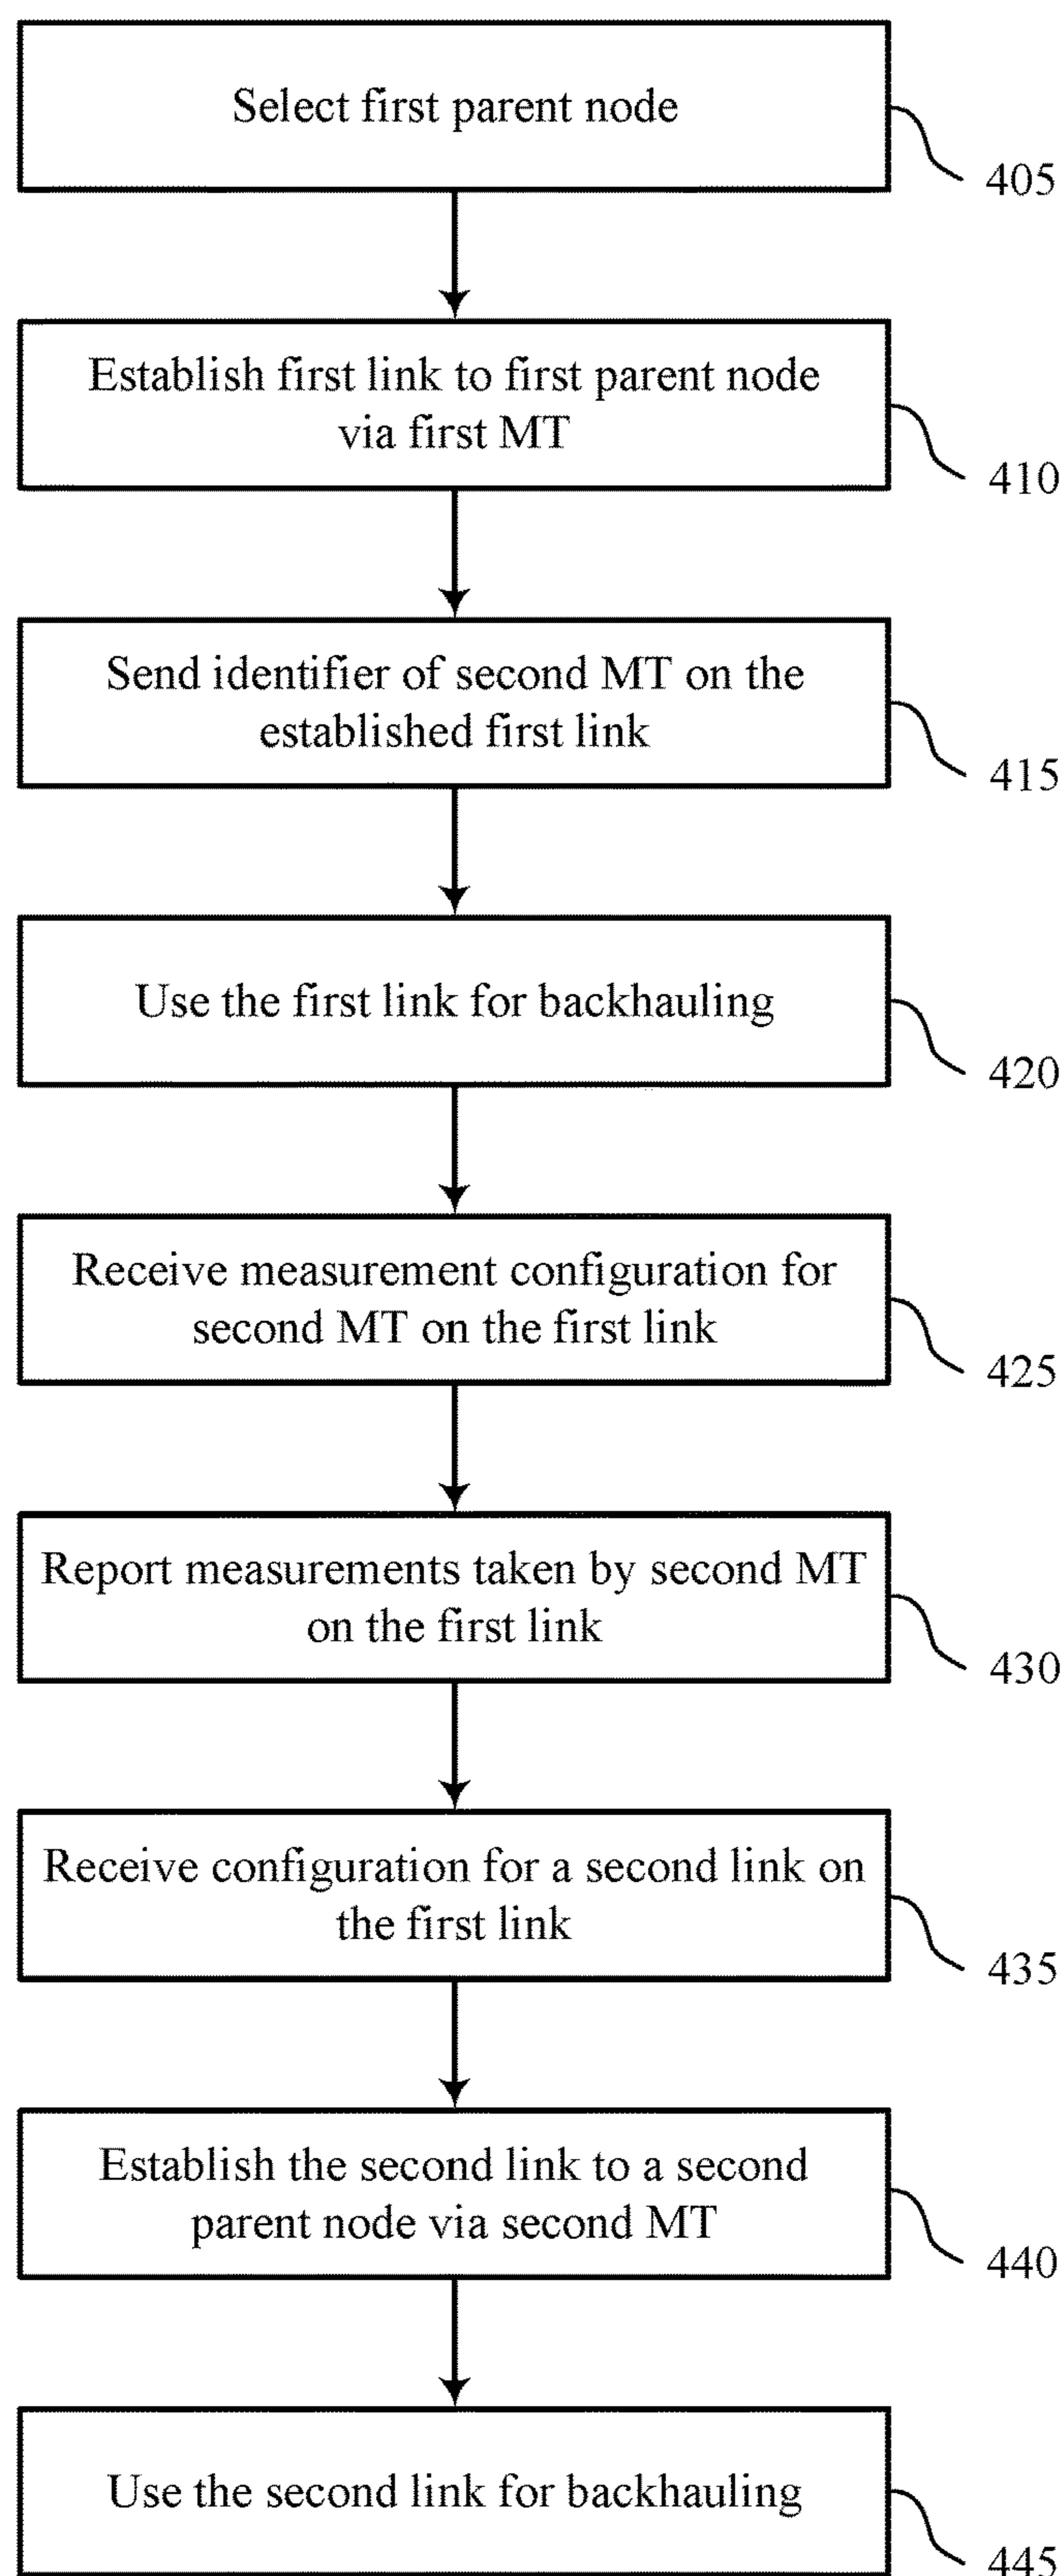 Select first parent node
405
Establish first link to first parent node
via first MT
410
Send identifier of second MT on the
established first link
415
Use the first link for backhauling
420
Receive measurement configuration for
second MT on the first link
425
Report measurements taken by second MT
on the first link
430
Receive configuration for a second link on
the first link
435
Establish the second link to a second
parent node via second MT
440
Use the second link for backhauling
445